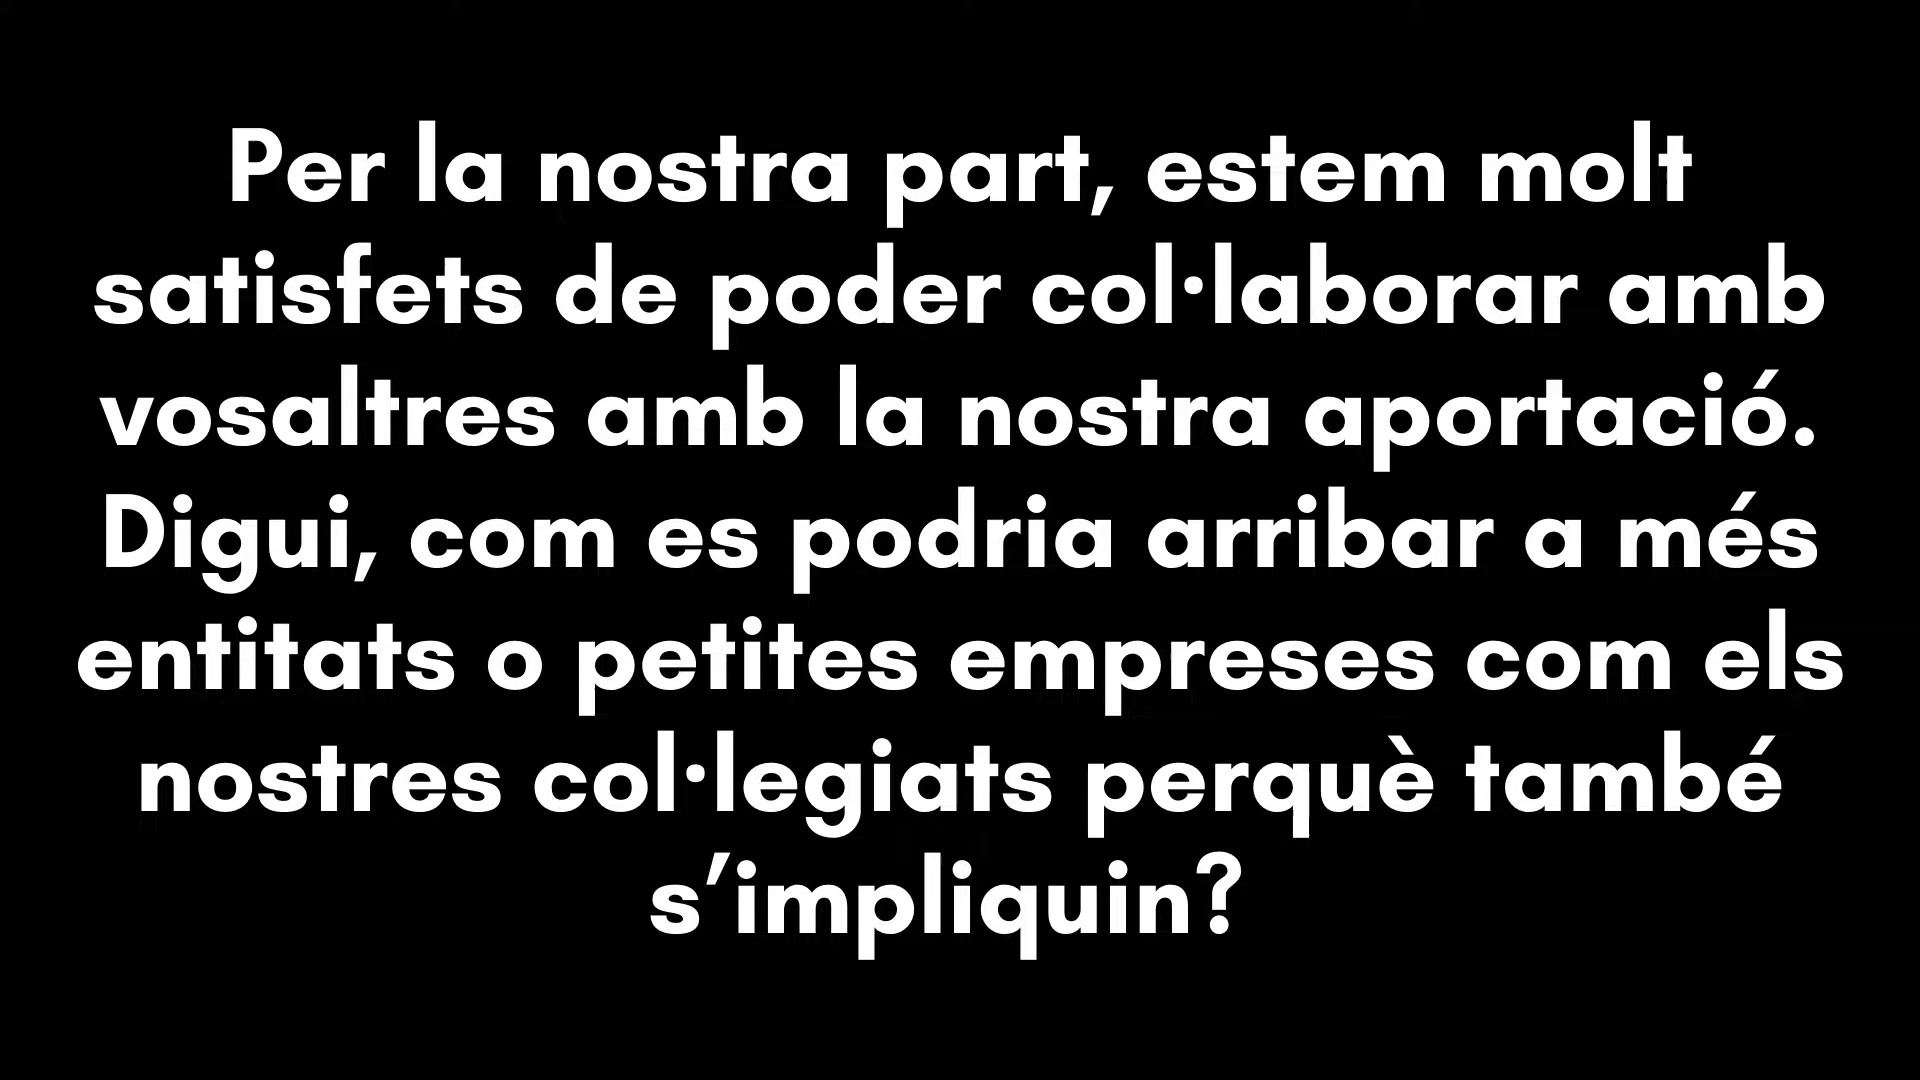 Per la nostra part, estem molt
satisfets de poder col·laborar amb
vosaltres amb la nostra aportació.
Digui, com es podria arribar a més
entitats o petites empreses com els
nostres col·legiats perquè també
s’impliquin?